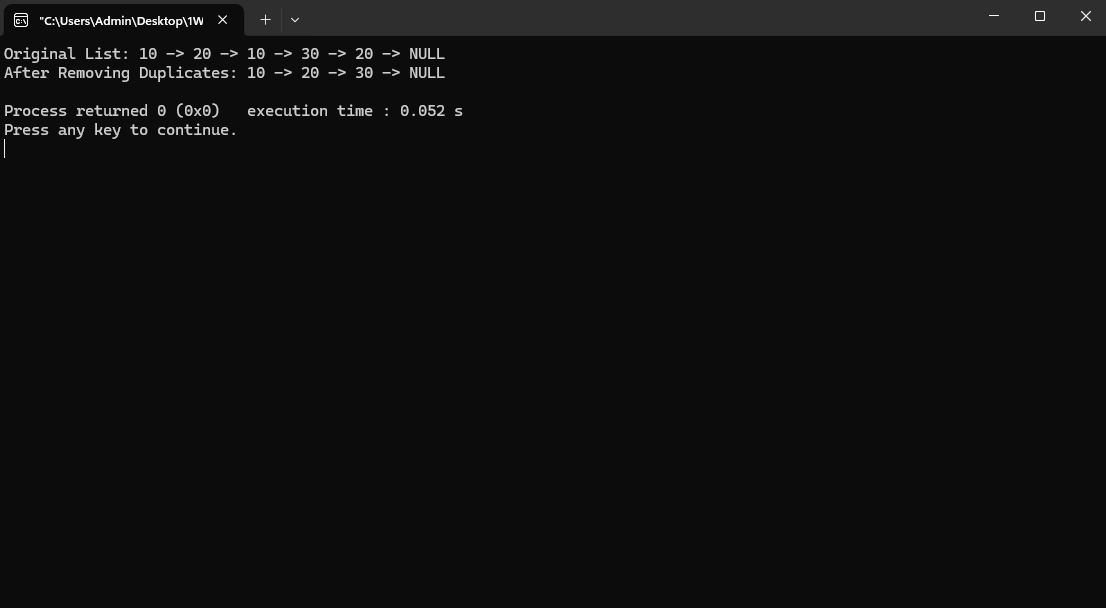 "C:\Users\Admin\Desktop\1W
Original List: 10 -> 20 -> 10 -> 30 -> 20 -> NULL
After Removing Duplicates: 10 -> 20 -> 30 -> NULL
Process returned 0 (0x0)   execution time : 0.052 s
Press any key to continue.